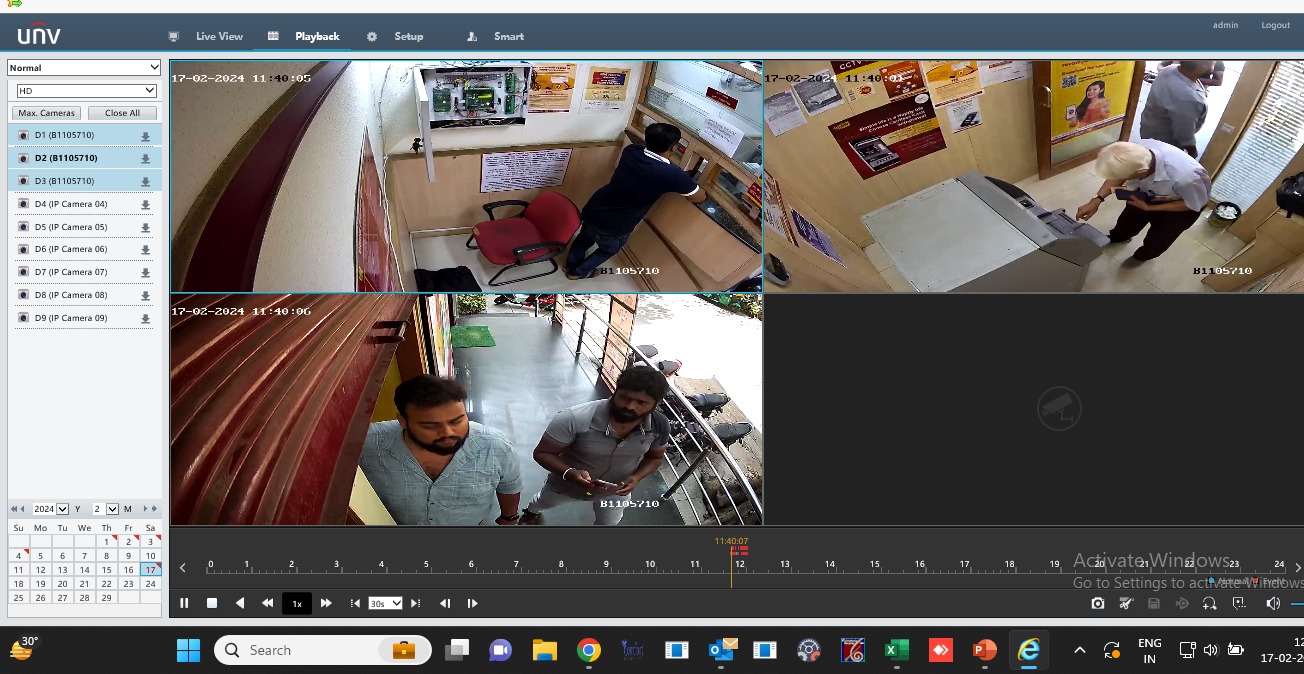 unv
Live View
Playback
Setup
Smart
admin
Logout
Normal
HD
Max. Cameras
Close All
D1 (B1105710)
D2 (B1105710)
D3 (B1105710)
D4 (IP Camera 04)
D5 (IP Camera 05)
D6 (IP Camera 06)
D7 (IP Camera 07)
D8 (IP Camera 08)
D9 (IP Camera 09)
17-02-2024 11:40:05
B1105710
17-02-2024 11:40:01
CCTV
B1105710
17-02-2024 11:40:06
B1105710
2024 Y 2 M
Su Mo Tu We Th Fr Sa
1 2 3
4 5 6 7 8 9 10
11 12 13 14 15 16 17
18 19 20 21 22 23 24
25 26 27 28 29
11:40:07
0 1 2 3 4 5 6 7 8 9 10 11 12 13 14 15 16 17 18 19 20 21 22 23 24
Activate Windows
Go to Settings to activate Windows
Normal Event
1x
30s
30°
Search
ENG
IN
12
17-02-2